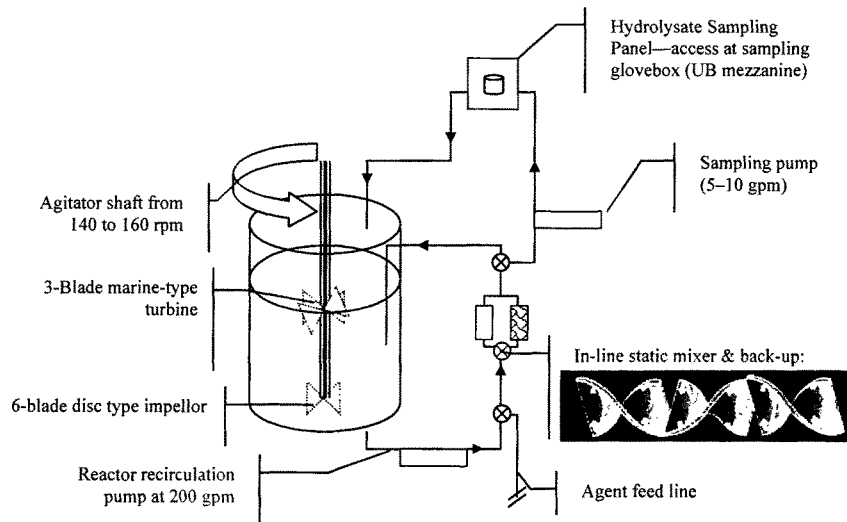 Hydrolysate Sampling
Panel—access at sampling
glovebox (UB mezzanine)
Sampling pump
(5–10 gpm)
Agitator shaft from
140 to 160 rpm
3-Blade marine-type
turbine
In-line static mixer & back-up:
6-blade disc type impellor
Reactor recirculation
pump at 200 gpm
Agent feed line